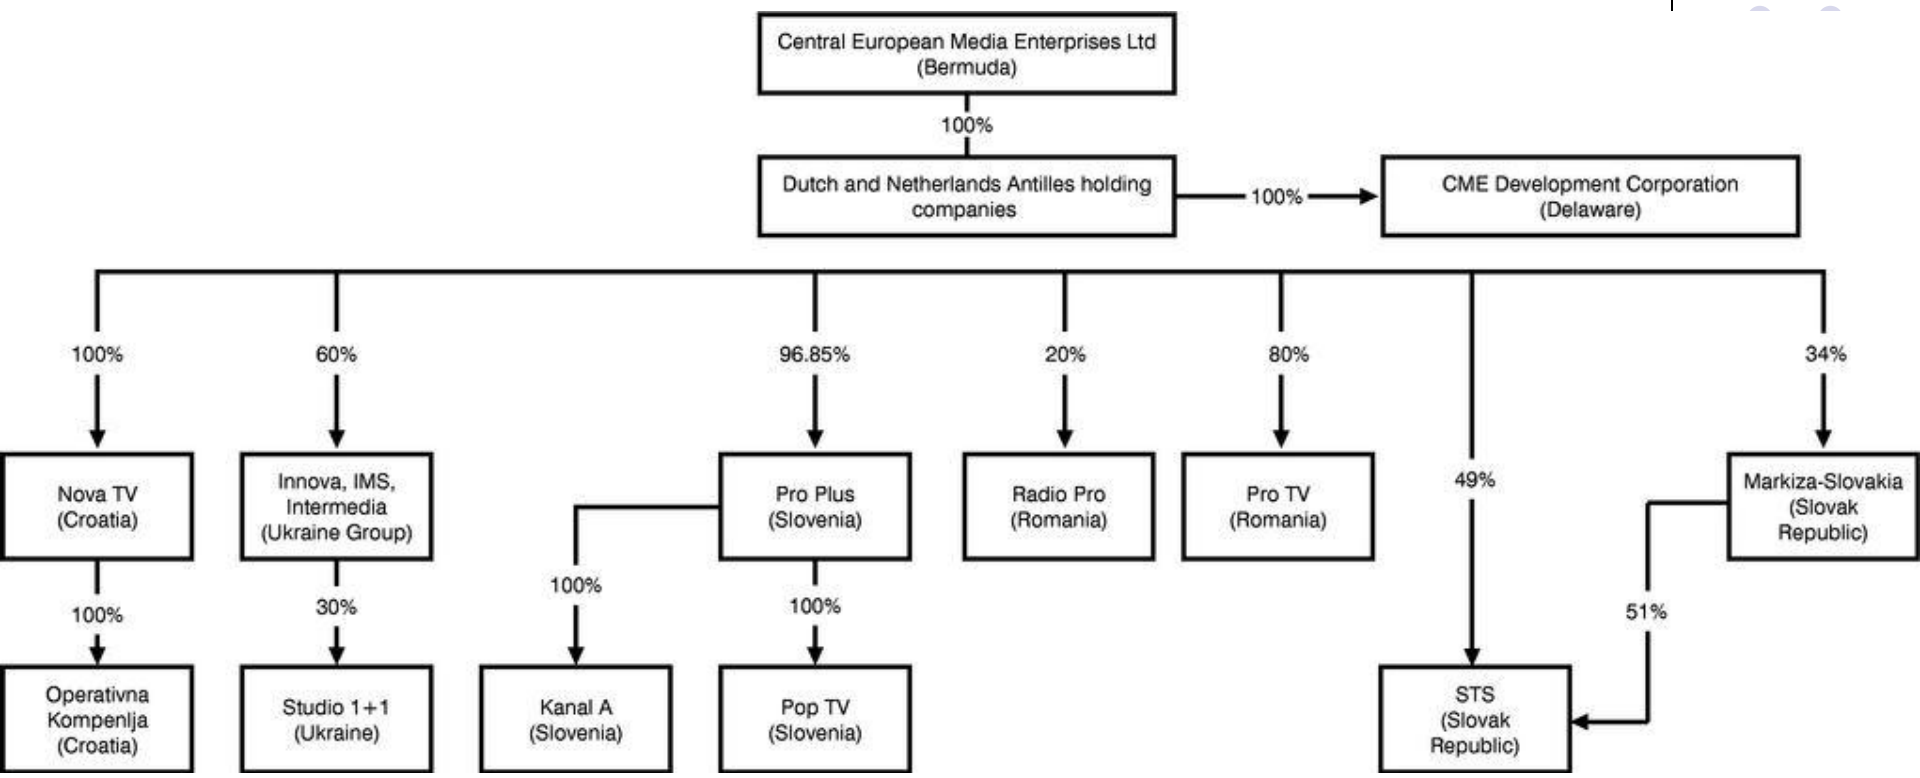 Central European Media Enterprises Ltd
(Bermuda)
100%
Dutch and Netherlands Antilles holding
companies
100%
CME Development Corporation
(Delaware)
100%
60%
96.85%
20%
80%
34%
49%
Nova TV
(Croatia)
Innova, IMS,
Intermedia
(Ukraine Group)
Pro Plus
(Slovenia)
Radio Pro
(Romania)
Pro TV
(Romania)
Markiza-Slovakia
(Slovak
Republic)
100%
30%
100%
100%
51%
Operativna
Kompenlja
(Croatia)
Studio 1+1
(Ukraine)
Kanal A
(Slovenia)
Pop TV
(Slovenia)
STS
(Slovak
Republic)